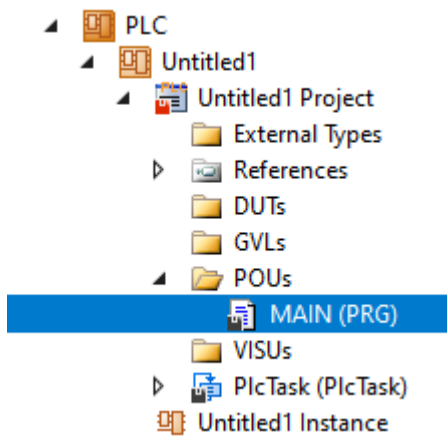 PLC
Untitled1
Untitled1 Project
External Types
References
DUTs
GVLs
POUs
MAIN (PRG)
VISUs
PlcTask (PlcTask)
Untitled1 Instance